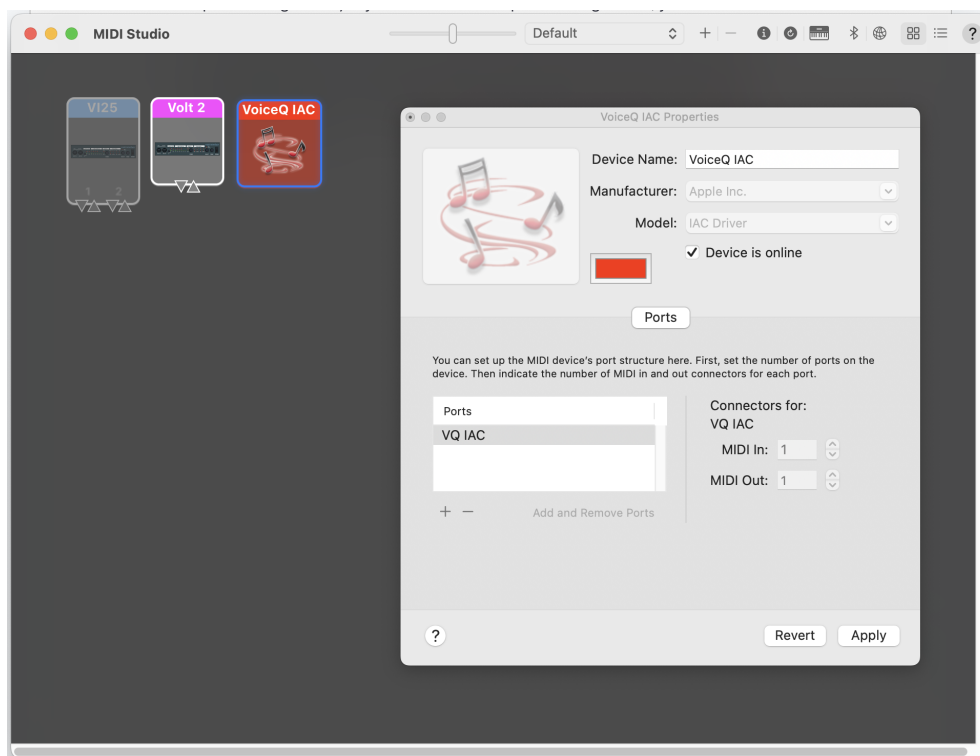 MIDI Studio
Default
?
VI25
1 2
Volt 2
VoiceQ IAC
VoiceQ IAC Properties
Device Name: VoiceQ IAC
Manufacturer: Apple Inc.
Model: IAC Driver
Device is online
Ports
You can set up the MIDI device's port structure here. First, set the number of ports on the
device. Then indicate the number of MIDI in and out connectors for each port.
Ports
VQ IAC
Add and Remove Ports
Connectors for:
VQ IAC
MIDI In: 1
MIDI Out: 1
?
Revert Apply